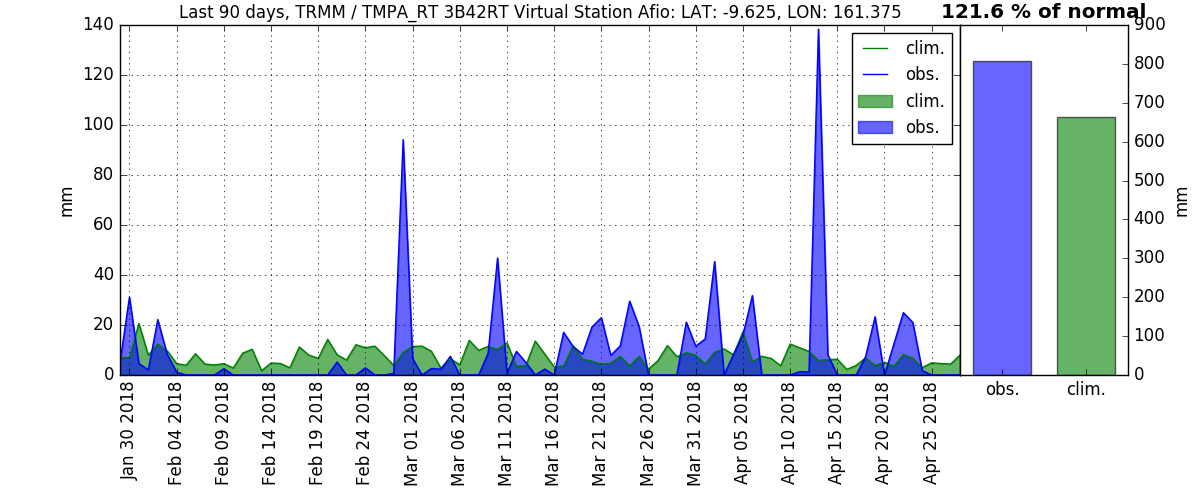 Last 90 days, TRMM / TMPA_RT 3B42RT Virtual Station Afio: LAT: -9.625, LON: 161.375
121.6 % of normal
140
120
100
80
60
40
20
0
mm
clim.
obs.
clim.
obs.
900
800
700
600
500
400
300
200
100
0
mm
obs.
clim.
Jan 30 2018
Feb 04 2018
Feb 09 2018
Feb 14 2018
Feb 19 2018
Feb 24 2018
Mar 01 2018
Mar 06 2018
Mar 11 2018
Mar 16 2018
Mar 21 2018
Mar 26 2018
Mar 31 2018
Apr 05 2018
Apr 10 2018
Apr 15 2018
Apr 20 2018
Apr 25 2018